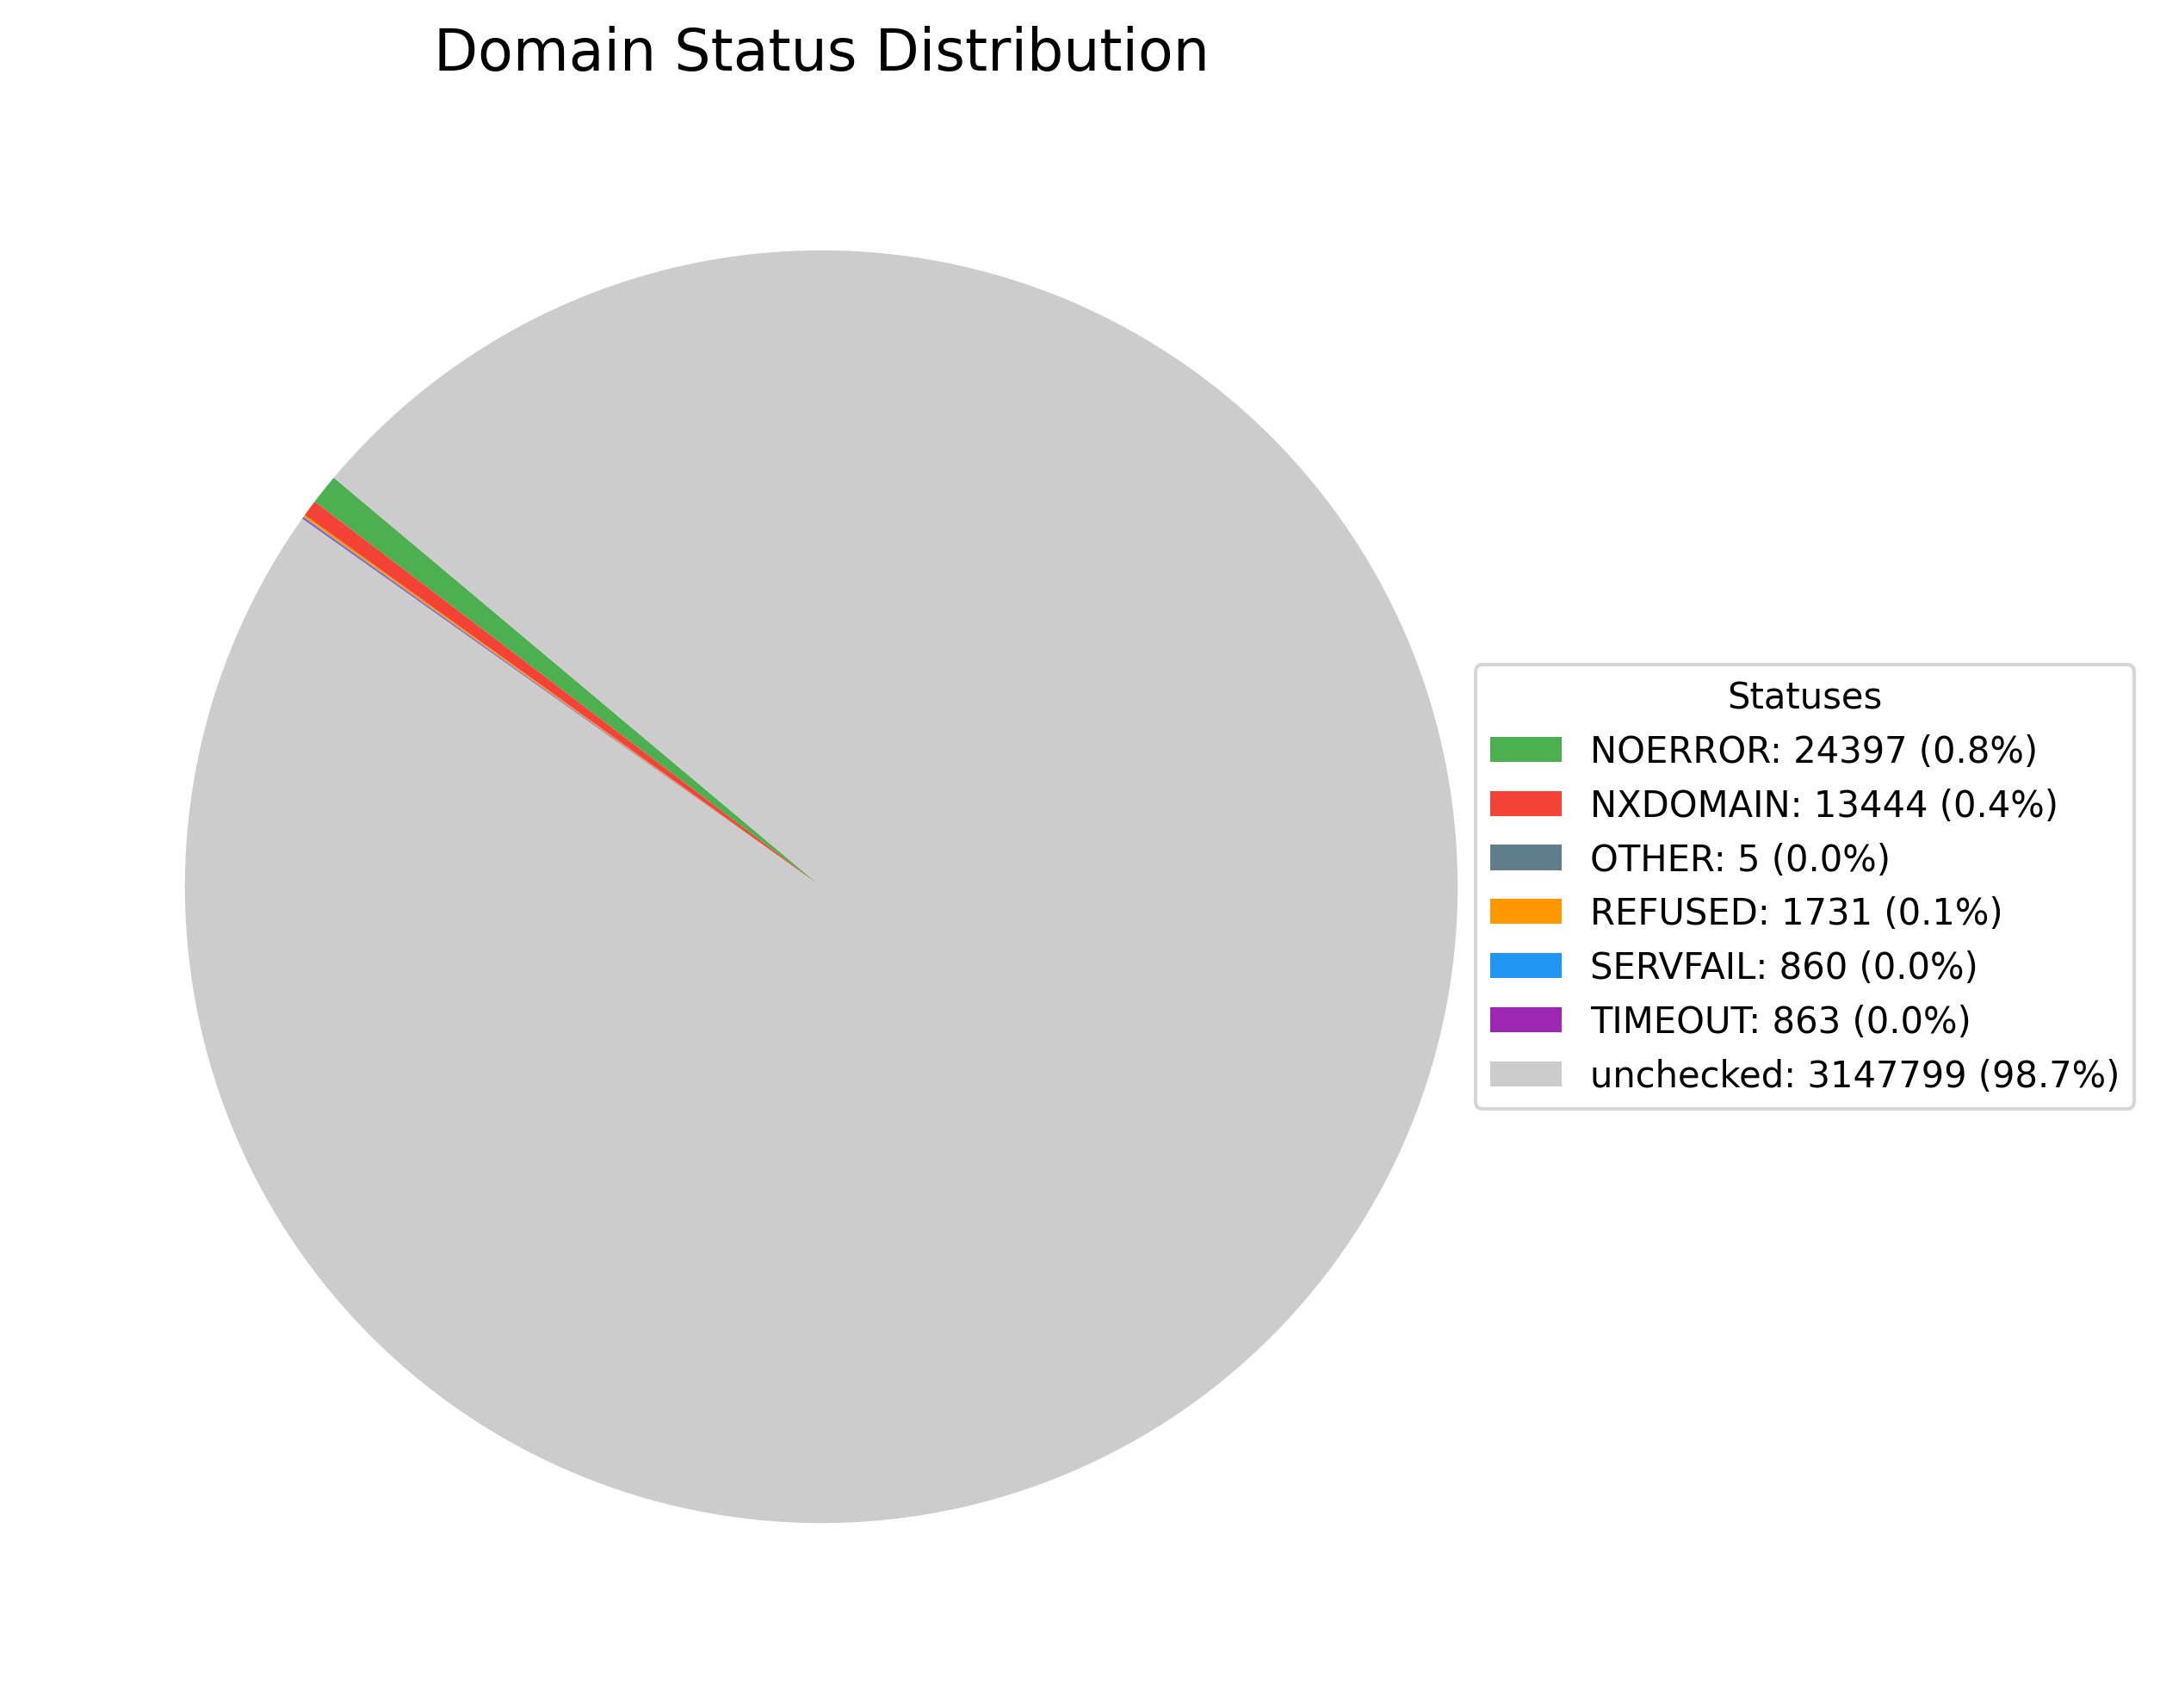 Domain Status Distribution
Statuses
NOERROR: 24397 (0.8%)
NXDOMAIN: 13444 (0.4%)
OTHER: 5 (0.0%)
REFUSED: 1731 (0.1%)
SERVFAIL: 860 (0.0%)
TIMEOUT: 863 (0.0%)
unchecked: 3147799 (98.7%)